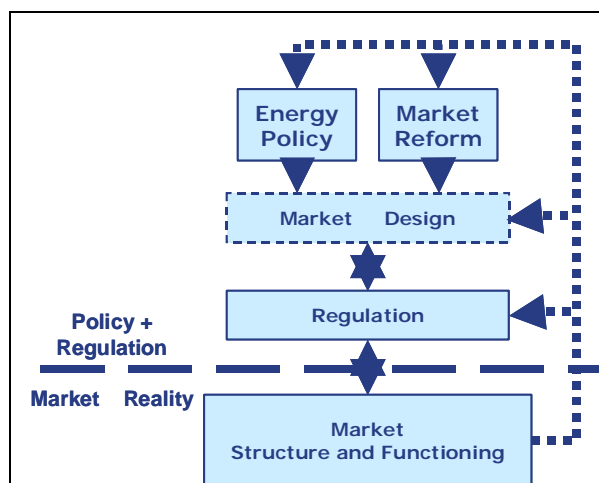 Energy
Policy
Market
Reform
Market Design
Regulation
Policy +
Regulation
Market Reality
Market
Structure and Functioning